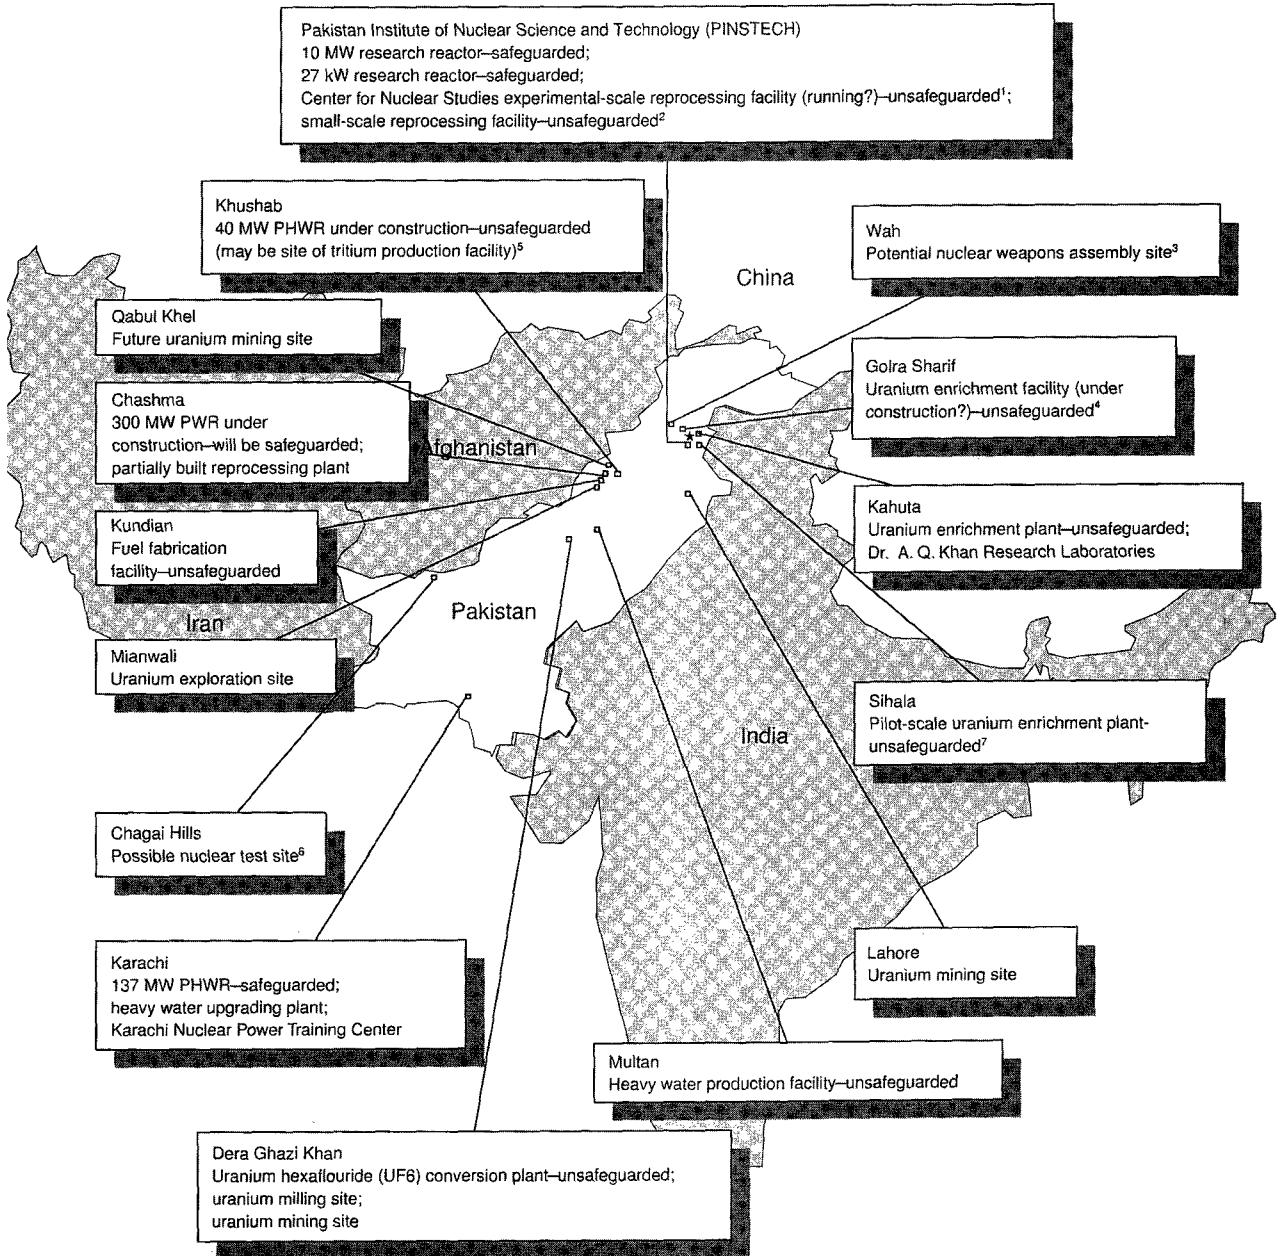 Pakistan Institute of Nuclear Science and Technology (PINSTECH)
10 MW research reactor–safeguarded;
27 kW research reactor–safeguarded;
Center for Nuclear Studies experimental-scale reprocessing facility (running?)–unsafeguarded¹;
small-scale reprocessing facility–unsafeguarded²
Khushab
40 MW PHWR under construction–unsafeguarded
(may be site of tritium production facility)⁵
Wah
Potential nuclear weapons assembly site³
China
Qabul Khel
Future uranium mining site
Golra Sharif
Uranium enrichment facility (under
construction?)–unsafeguarded⁴
Chashma
300 MW PWR under
construction–will be safeguarded;
partially built reprocessing plant
Afghanistan
Kahuta
Uranium enrichment plant–unsafeguarded;
Dr. A. Q. Khan Research Laboratories
Kundian
Fuel fabrication
facility–unsafeguarded
Iran
Pakistan
Mianwali
Uranium exploration site
Sihala
Pilot-scale uranium enrichment plant-
unsafeguarded⁷
India
Chagai Hills
Possible nuclear test site⁶
Karachi
137 MW PHWR–safeguarded;
heavy water upgrading plant;
Karachi Nuclear Power Training Center
Lahore
Uranium mining site
Multan
Heavy water production facility–unsafeguarded
Dera Ghazi Khan
Uranium hexaflouride (UF6) conversion plant–unsafeguarded;
uranium milling site;
uranium mining site